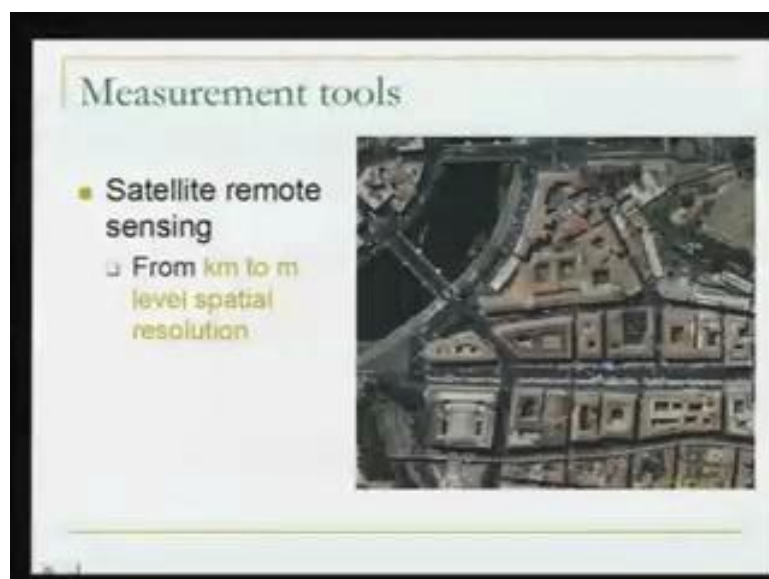 Measurement tools
Satellite remote
sensing
From km to m
level spatial
resolution